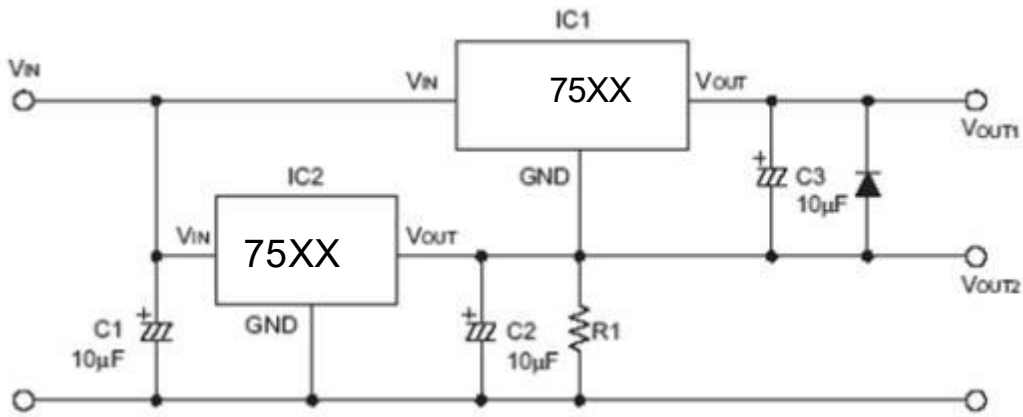 IC1
VIN
VIN
75XX
VOUT
VOUT1
GND
C3
10μF
IC2
VIN
75XX
VOUT
VOUT2
GND
C1
10μF
C2
10μF
R1